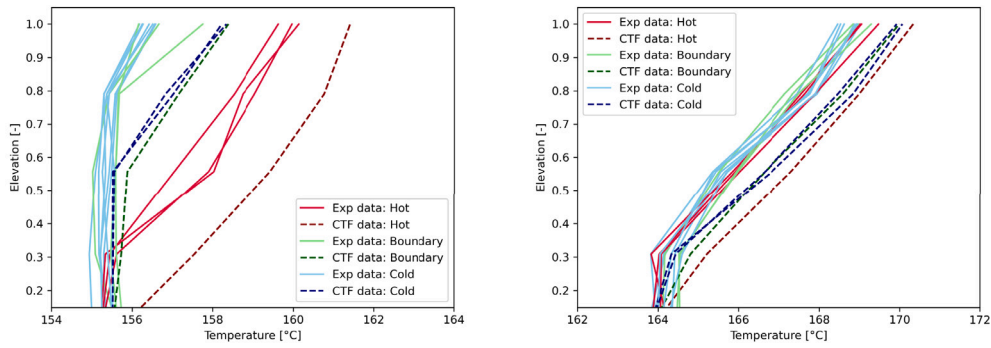 1.0
0.9
0.8
0.7
0.6
0.5
0.4
0.3
0.2
Elevation [-]
Exp data: Hot
CTF data: Hot
Exp data: Boundary
CTF data: Boundary
Exp data: Cold
CTF data: Cold
154 156 158 160 162 164
Temperature [°C]
1.0
0.9
0.8
0.7
0.6
0.5
0.4
0.3
0.2
Elevation [-]
Exp data: Hot
CTF data: Hot
Exp data: Boundary
CTF data: Boundary
Exp data: Cold
CTF data: Cold
162 164 166 168 170 172
Temperature [°C]